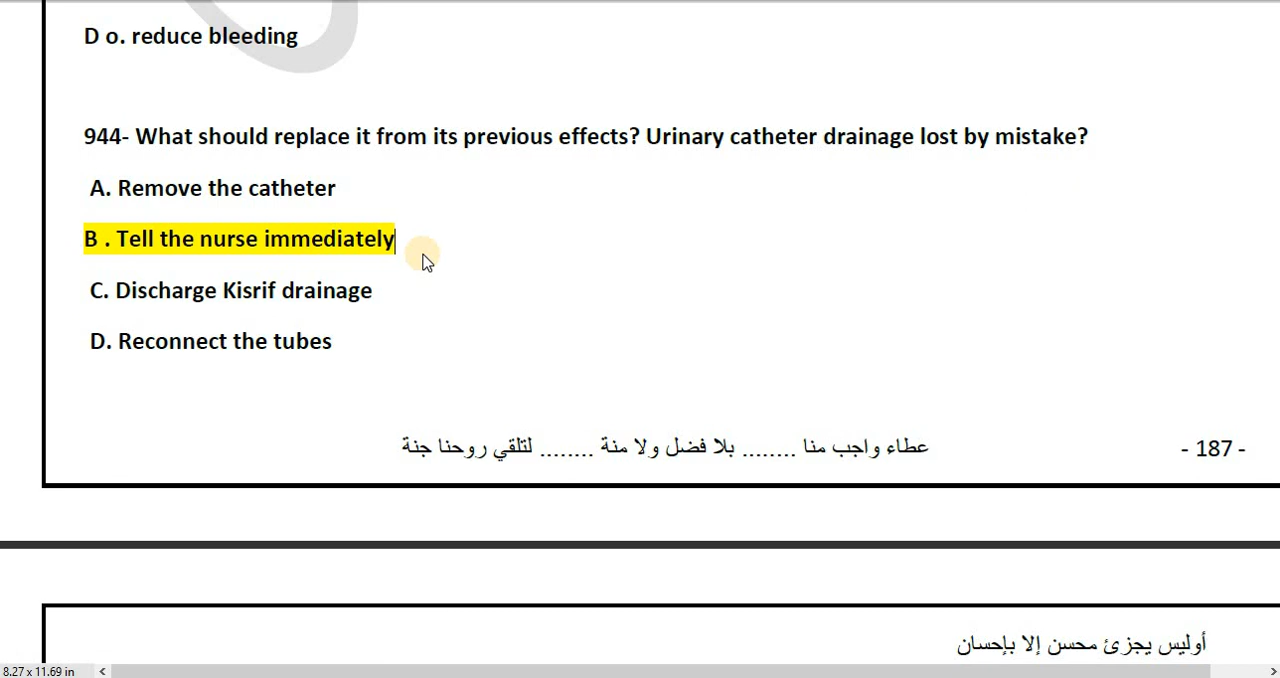 D o. reduce bleeding
944- What should replace it from its previous effects? Urinary catheter drainage lost by mistake?
A. Remove the catheter
B . Tell the nurse immediately
C. Discharge Kisrif drainage
D. Reconnect the tubes
عطاء واجب منا ........ بلا فضل ولا منة ........ لتلقي روحنا جنة
- 187 -
أوليس يجزئ محسن إلا بإحسان
8.27 x 11.69 in